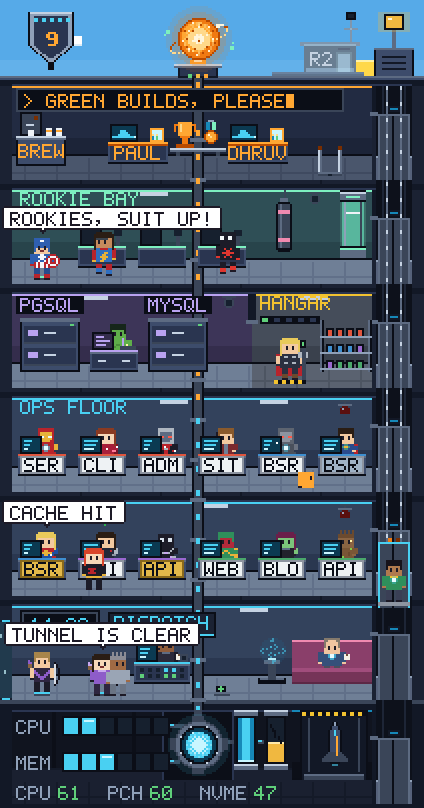 9
R2
> GREEN BUILDS, PLEASE
BREW
PAUL
DHRUV
ROOKIE BAY
ROOKIES, SUIT UP!
PGSQL
MYSQL
HANGAR
OPS FLOOR
SER
CLI
ADM
SIT
BSR
BSR
CACHE HIT
BSR
API
WEB
BLO
API
DISPATCH
TUNNEL IS CLEAR
CPU
MEM
CPU 61
PCH 60
NVME 47